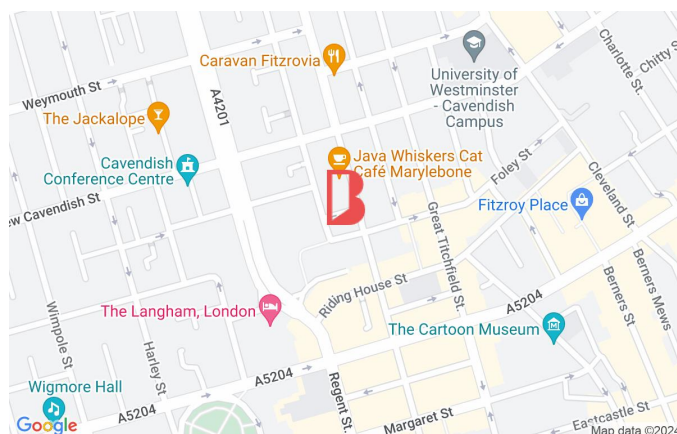 Caravan Fitzrovia
Weymouth St
A4201
The Jackalope
University of
Westminster
- Cavendish
Campus
Charlotte St.
Chitty St.
Cavendish
Conference Centre
Java Whiskers Cat
Café Marylebone
B
Foley St
Cleveland St
New Cavendish St
Great Titchfield St.
Fitzroy Place
Riding House St
The Langham, London
A5204
Berners St
Berners Mews
The Cartoon Museum
Wimpole St
Harley St
Wigmore Hall
A5204
A5204
Regent St.
Margaret St
Eastcastle St
Google
Map data ©2024